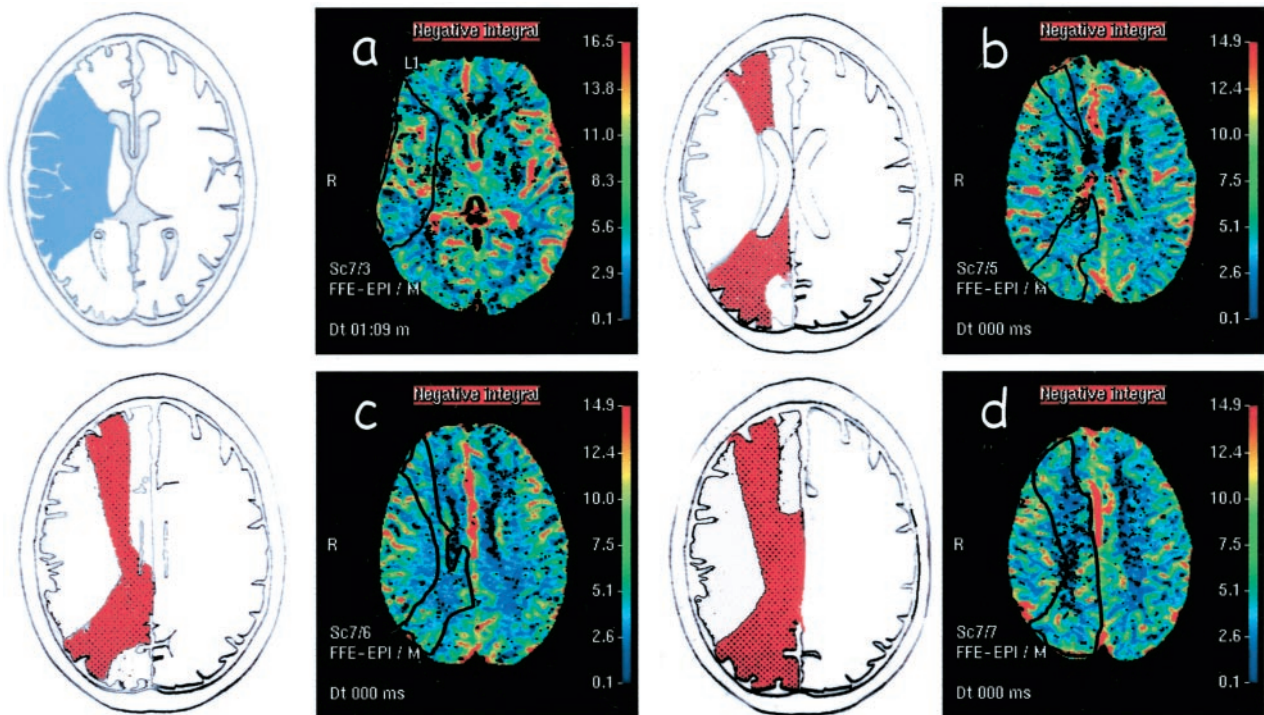 a
Negative integral
L1
R
Sc7/3
FFE-EPI / M
Dt 01:09 m
16.5
13.8
11.0
8.3
5.6
2.9
0.1
b
Negative integral
R
Sc7/5
FFE-EPI / M
Dt 000 ms
14.9
12.4
10.0
7.5
5.1
2.6
0.1
c
Negative integral
R
Sc7/6
FFE-EPI / M
Dt 000 ms
14.9
12.4
10.0
7.5
5.1
2.6
0.1
d
Negative integral
R
Sc7/7
FFE-EPI / M
Dt 000 ms
14.9
12.4
10.0
7.5
5.1
2.6
0.1